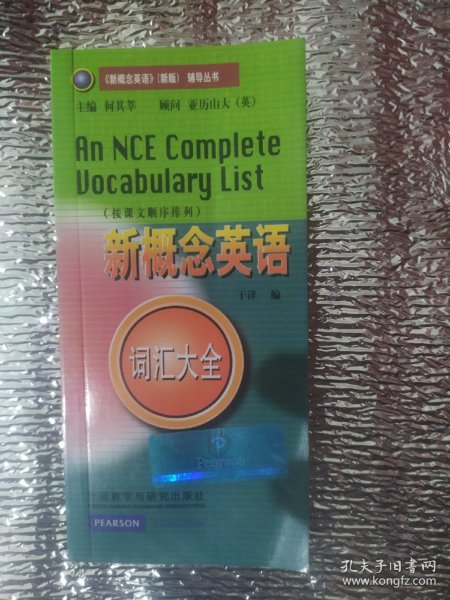 《新概念英语》(新版) 辅导丛书
主编 何其莘 顾问 亚历山大(英)
An NCE Complete
Vocabulary List
(按课文顺序排列)
新概念英语
于洋 编
词汇大全
Pearson
外语教学与研究出版社
PEARSON
孔夫子旧书网
www.kongfz.com